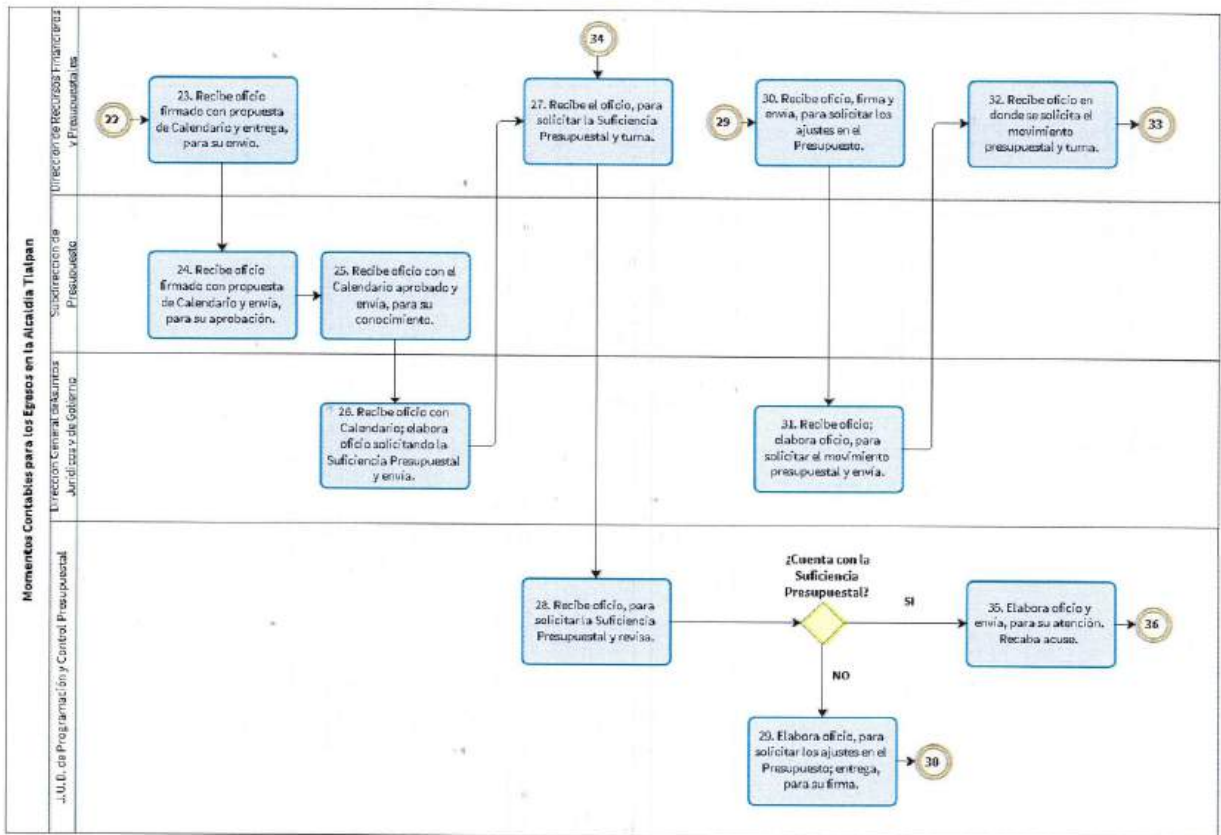 Momentos Contables para los Egresos en la Alcaldía Tlalpan
Dirección de Recursos Financieros
y Presupuestales
22
23. Recibe oficio
firmado con propuesta
de Calendario y entrega,
para su envío.
34
27. Recibe el oficio, para
solicitar la Suficiencia
Presupuestal y turna.
29
30. Recibe oficio, firma y
envía, para solicitar los
ajustes en el
Presupuesto.
32. Recibe oficio en
donde se solicita el
movimiento
presupuestal y turna.
33
Subdirección de
Presupuesto
24. Recibe oficio
firmado con propuesta
de Calendario y envía,
para su aprobación.
25. Recibe oficio con el
Calendario aprobado y
envía, para su
conocimiento.
Dirección General de Asuntos
Jurídicos y de Gobierno
26. Recibe oficio con
Calendario; elabora
oficio solicitando la
Suficiencia Presupuestal
y envía.
31. Recibe oficio;
elabora oficio, para
solicitar el movimiento
presupuestal y envía.
J.U.D. de Programación y Control Presupuestal
28. Recibe oficio, para
solicitar la Suficiencia
Presupuestal y revisa.
¿Cuenta con la
Suficiencia
Presupuestal?
SI
35. Elabora oficio y
envía, para su atención.
Recaba acuse.
36
NO
29. Elabora oficio, para
solicitar los ajustes en el
Presupuesto; entrega,
para su firma.
30